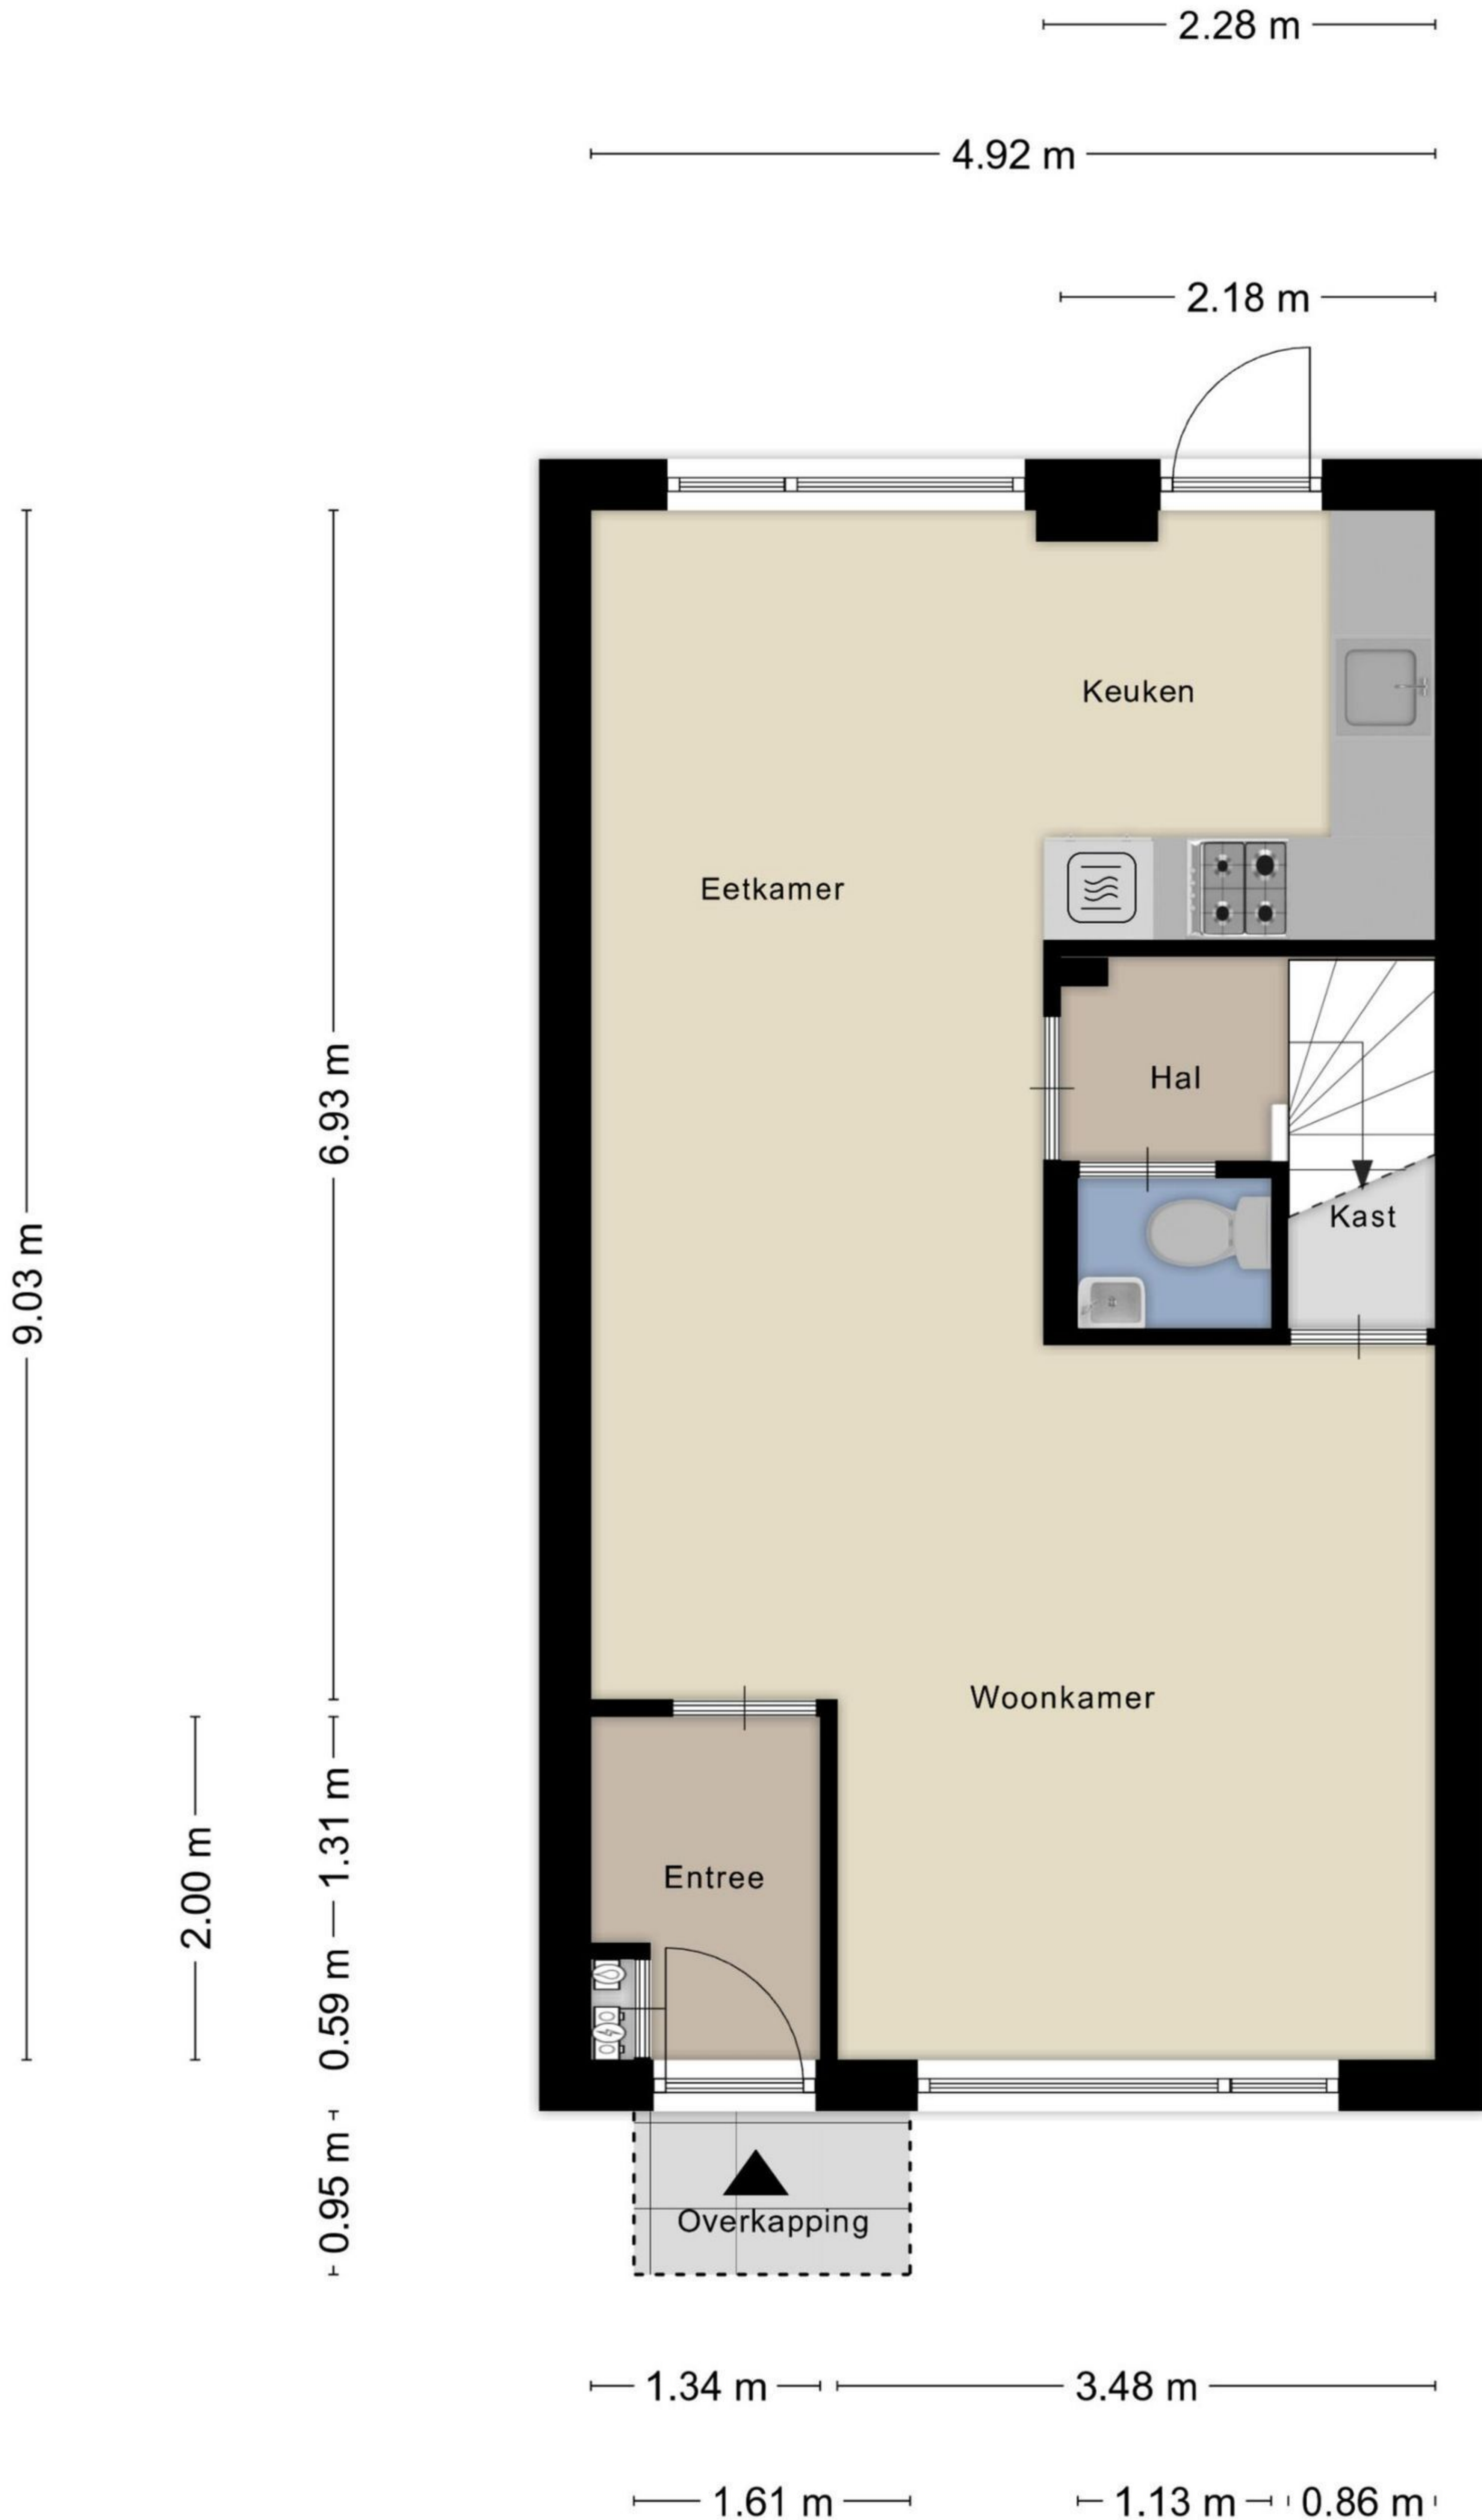 2.28 m
4.92 m
2.18 m
Keuken
Eetkamer
6.93 m
Hal
9.03 m
Kast
Woonkamer
1.31 m
2.00 m
Entree
0.59 m
0.95 m
Overkapping
1.34 m
3.48 m
1.61 m
1.13 m
0.86 m